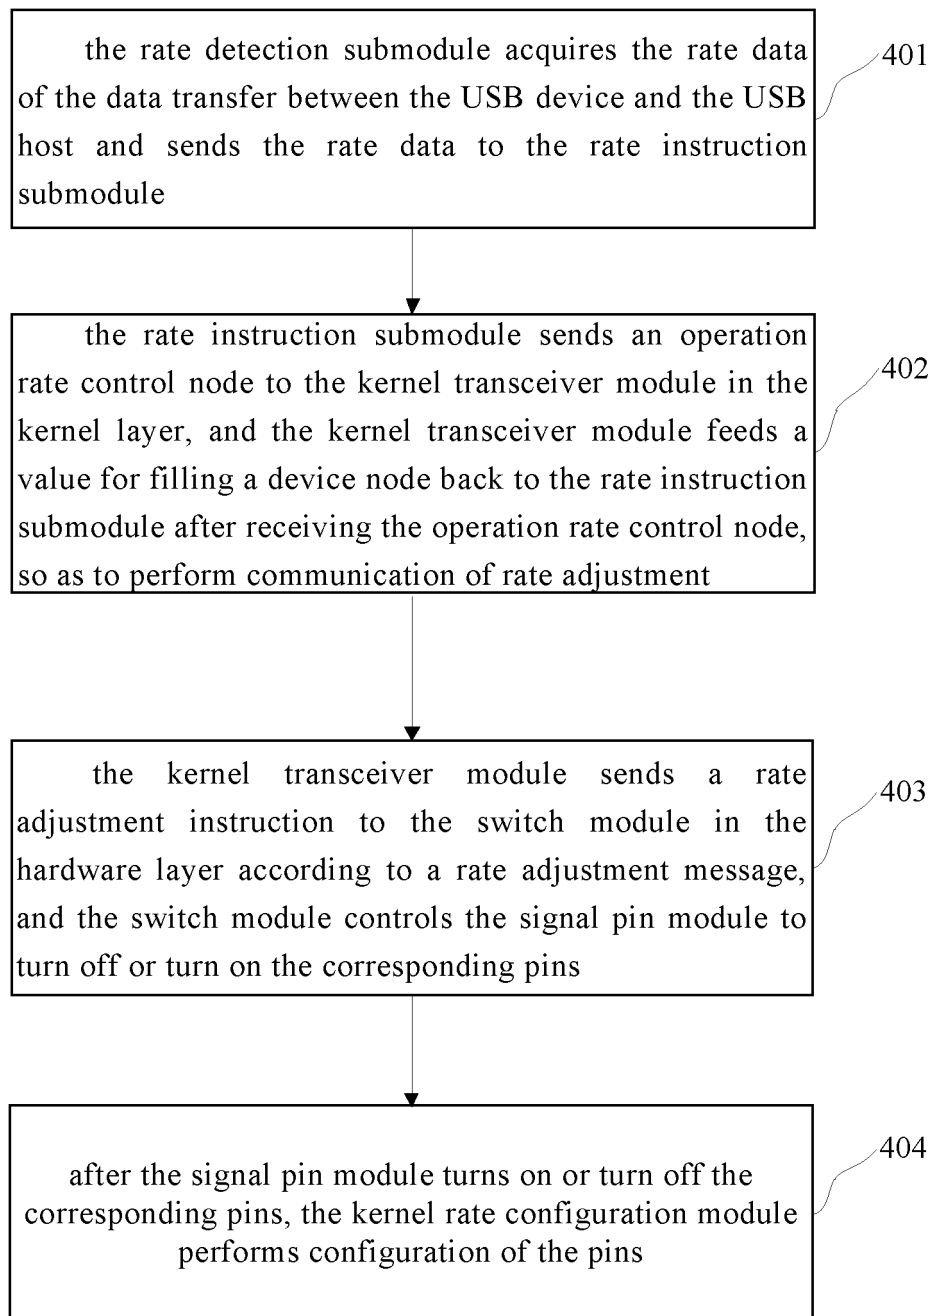 the rate detection submodule acquires the rate data
of the data transfer between the USB device and the USB
host and sends the rate data to the rate instruction
submodule
401
the rate instruction submodule sends an operation
rate control node to the kernel transceiver module in the
kernel layer, and the kernel transceiver module feeds a
value for filling a device node back to the rate instruction
submodule after receiving the operation rate control node,
so as to perform communication of rate adjustment
402
the kernel transceiver module sends a rate
adjustment instruction to the switch module in the
hardware layer according to a rate adjustment message,
and the switch module controls the signal pin module to
turn off or turn on the corresponding pins
403
after the signal pin module turns on or turn off the
corresponding pins, the kernel rate configuration module
performs configuration of the pins
404